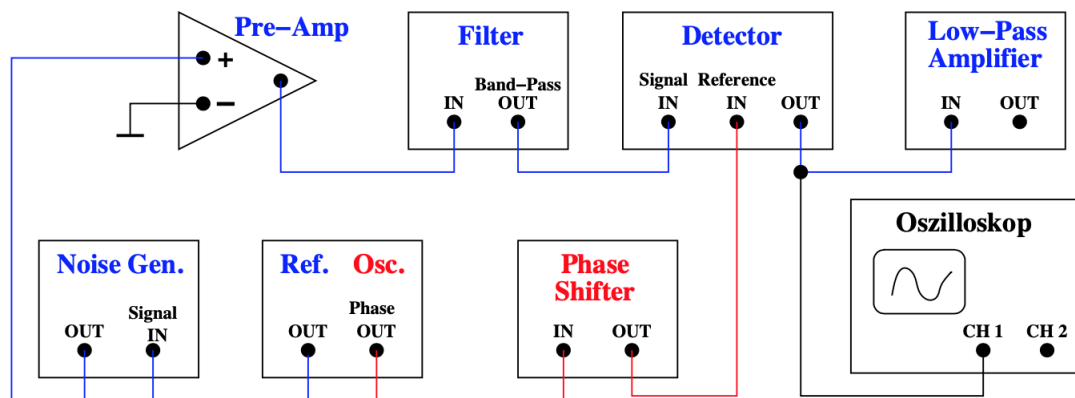 Pre–Amp
+
–
Filter
Band–Pass
IN OUT
Detector
Signal Reference
IN IN OUT
Low–Pass
Amplifier
IN OUT
Noise Gen.
Signal
OUT IN
Ref. Osc.
Phase
OUT OUT
Phase
Shifter
IN OUT
Oszilloskop
CH 1 CH 2